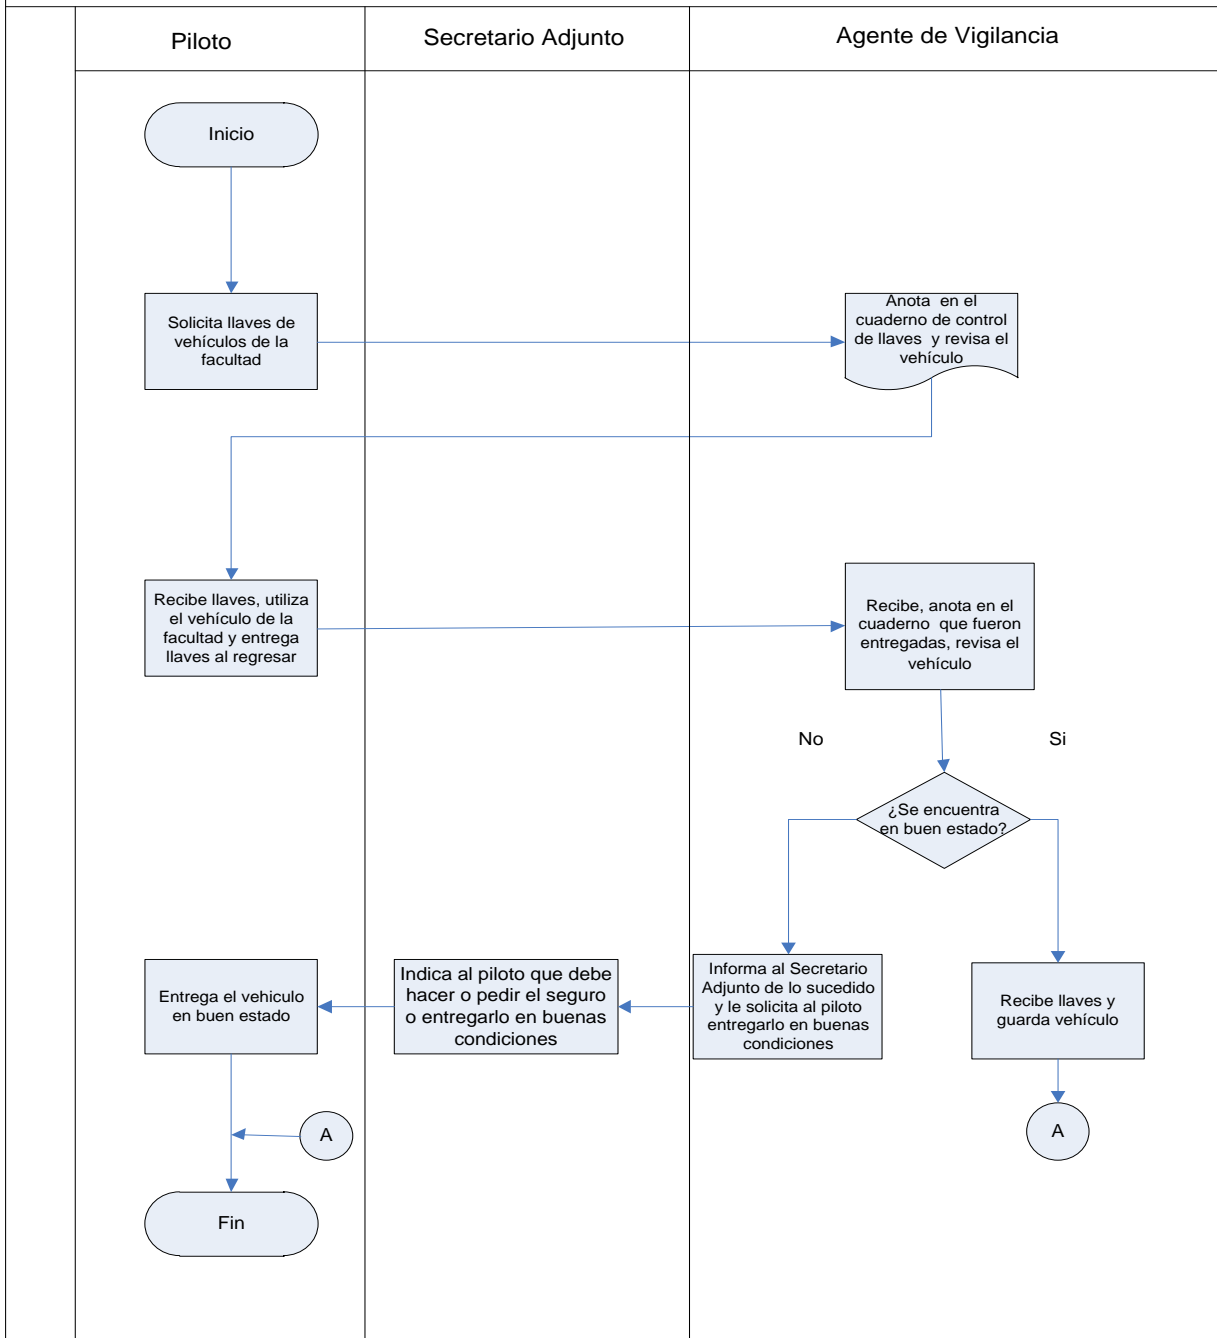 Piloto
Secretario Adjunto
Agente de Vigilancia
Inicio
Solicita llaves de
vehículos de la
facultad
Anota en el
cuaderno de control
de llaves y revisa el
vehículo
Recibe llaves, utiliza
el vehículo de la
facultad y entrega
llaves al regresar
Recibe, anota en el
cuaderno que fueron
entregadas, revisa el
vehículo
No
Si
¿Se encuentra
en buen estado?
Entrega el vehiculo
en buen estado
Indica al piloto que debe
hacer o pedir el seguro
o entregarlo en buenas
condiciones
Informa al Secretario
Adjunto de lo sucedido
y le solicita al piloto
entregarlo en buenas
condiciones
Recibe llaves y
guarda vehículo
A
A
Fin